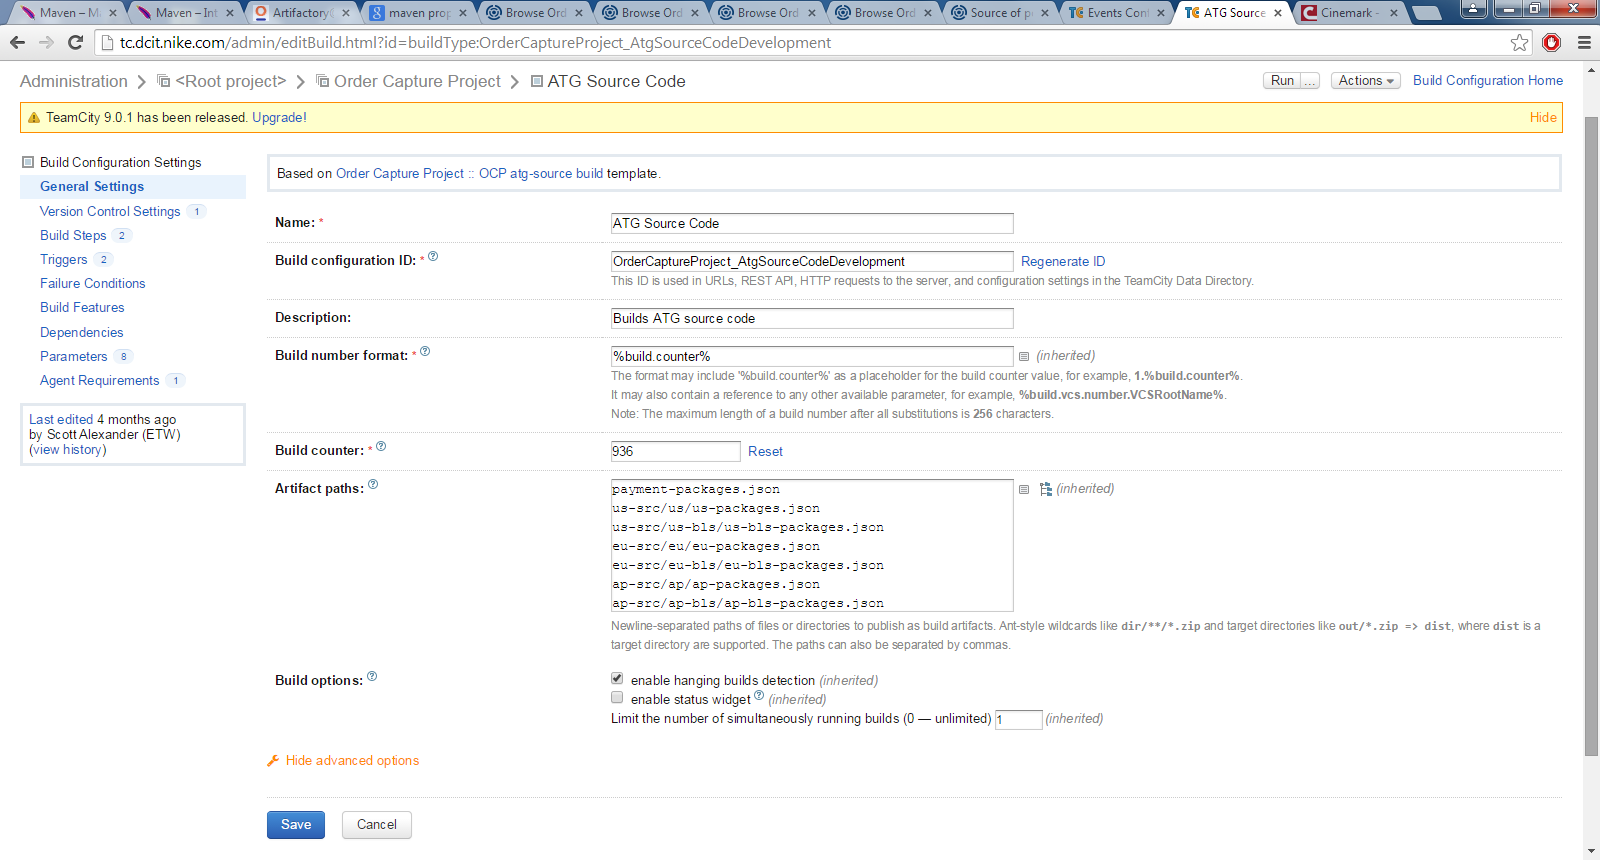 Maven – M
Maven – Int
Artifactory
maven prop
Browse Ord
Browse Ord
Browse Ord
Browse Ord
Source of p
Events Con
ATG Source
Cinemark -
tc.dcit.nike.com/admin/editBuild.html?id=buildType:OrderCaptureProject_AtgSourceCodeDevelopment
Administration > <Root project> > Order Capture Project > ATG Source Code
Run ... Actions Build Configuration Home
TeamCity 9.0.1 has been released. Upgrade! Hide
Build Configuration Settings
General Settings
Version Control Settings 1
Build Steps 2
Triggers 2
Failure Conditions
Build Features
Dependencies
Parameters 8
Agent Requirements 1
Last edited 4 months ago
by Scott Alexander (ETW)
(view history)
Based on Order Capture Project :: OCP atg-source build template.
Name: * ATG Source Code
Build configuration ID: * ? OrderCaptureProject_AtgSourceCodeDevelopment Regenerate ID
This ID is used in URLs, REST API, HTTP requests to the server, and configuration settings in the TeamCity Data Directory.
Description: Builds ATG source code
Build number format: * ? %build.counter% (inherited)
The format may include '%build.counter%' as a placeholder for the build counter value, for example, 1.%build.counter%.
It may also contain a reference to any other available parameter, for example, %build.vcs.number.VCSRootName%.
Note: The maximum length of a build number after all substitutions is 256 characters.
Build counter: * ? 936 Reset
Artifact paths: ? payment-packages.json (inherited)
us-src/us/us-packages.json
us-src/us-bls/us-bls-packages.json
eu-src/eu/eu-packages.json
eu-src/eu-bls/eu-bls-packages.json
ap-src/ap/ap-packages.json
ap-src/ap-bls/ap-bls-packages.json
Newline-separated paths of files or directories to publish as build artifacts. Ant-style wildcards like dir/**/*.zip and target directories like out/*.zip => dist, where dist is a
target directory are supported. The paths can also be separated by commas.
Build options: ? enable hanging builds detection (inherited)
enable status widget ? (inherited)
Limit the number of simultaneously running builds (0 — unlimited) 1 (inherited)
Hide advanced options
Save Cancel